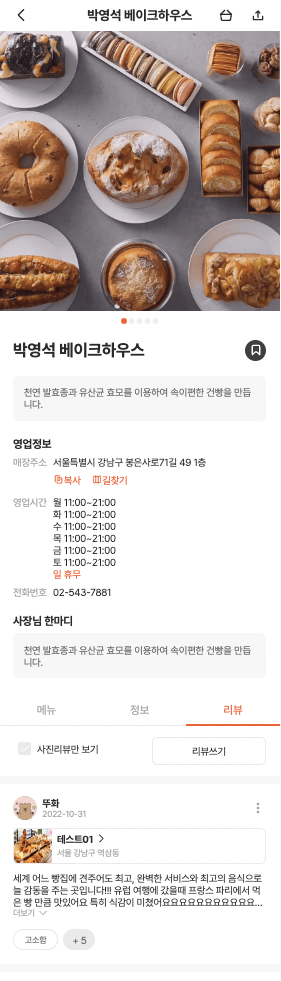 박영석 베이크하우스
박영석 베이크하우스
천연 발효종과 유산균 효모를 이용하여 속이편한 건빵을 만듭
니다.
영업정보
매장주소 서울특별시 강남구 봉은사로71길 49 1층
복사 길찾기
영업시간 월 11:00~21:00
화 11:00~21:00
수 11:00~21:00
목 11:00~21:00
금 11:00~21:00
토 11:00~21:00
일 휴무
전화번호 02-543-7881
사장님 한마디
천연 발효종과 유산균 효모를 이용하여 속이편한 건빵을 만듭
니다.
메뉴 정보 리뷰
사진리뷰만 보기 리뷰쓰기
뚜화
2022-10-31
테스트01
서울 강남구 역삼동
세계 어느 빵집에 견주어도 최고, 완벽한 서비스와 최고의 음식으로
늘 감동을 주는 곳입니다!!! 유럽 여행에 갔을때 프랑스 파리에서 먹
은 빵 만큼 맛있어요 특히 식감이 미쳤어요요요요요요요요요요요...
더보기
고소함 + 5